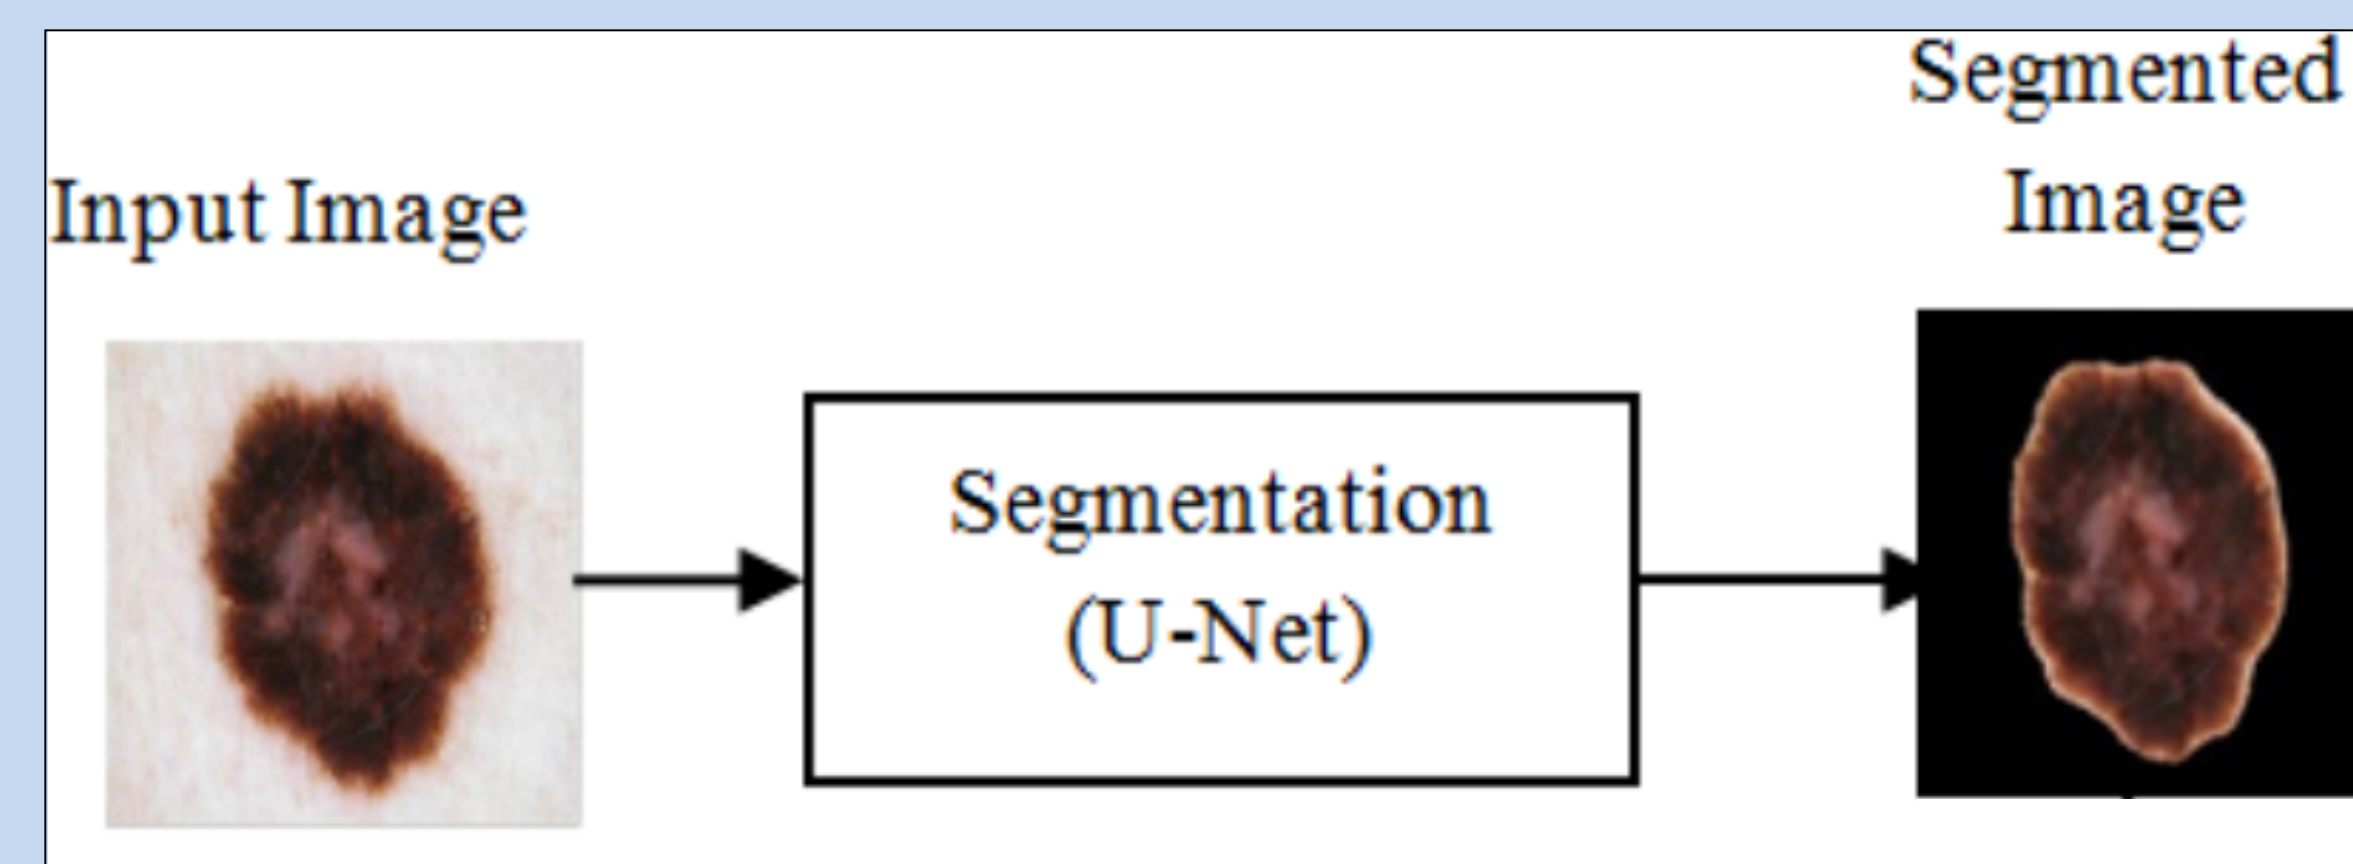 Input Image
Segmentation
(U-Net)
Segmented
Image